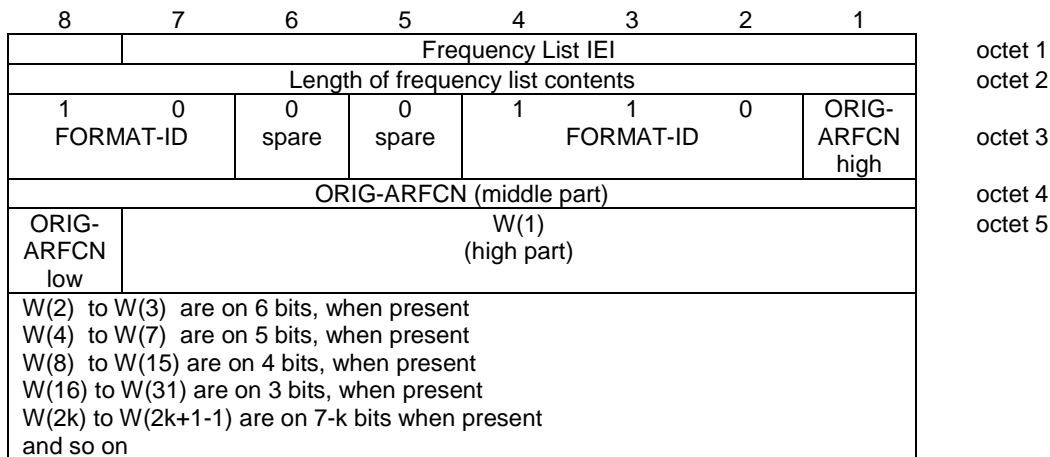 8 7 6 5 4 3 2 1
Frequency List IEI octet 1
Length of frequency list contents octet 2
1 0 0 0 1 1 0 ORIG-
FORMAT-ID spare spare FORMAT-ID ARFCN octet 3
high
ORIG-ARFCN (middle part) octet 4
ORIG- W(1) octet 5
ARFCN (high part)
low
W(2) to W(3) are on 6 bits, when present
W(4) to W(7) are on 5 bits, when present
W(8) to W(15) are on 4 bits, when present
W(16) to W(31) are on 3 bits, when present
W(2k) to W(2k+1-1) are on 7-k bits when present
and so on